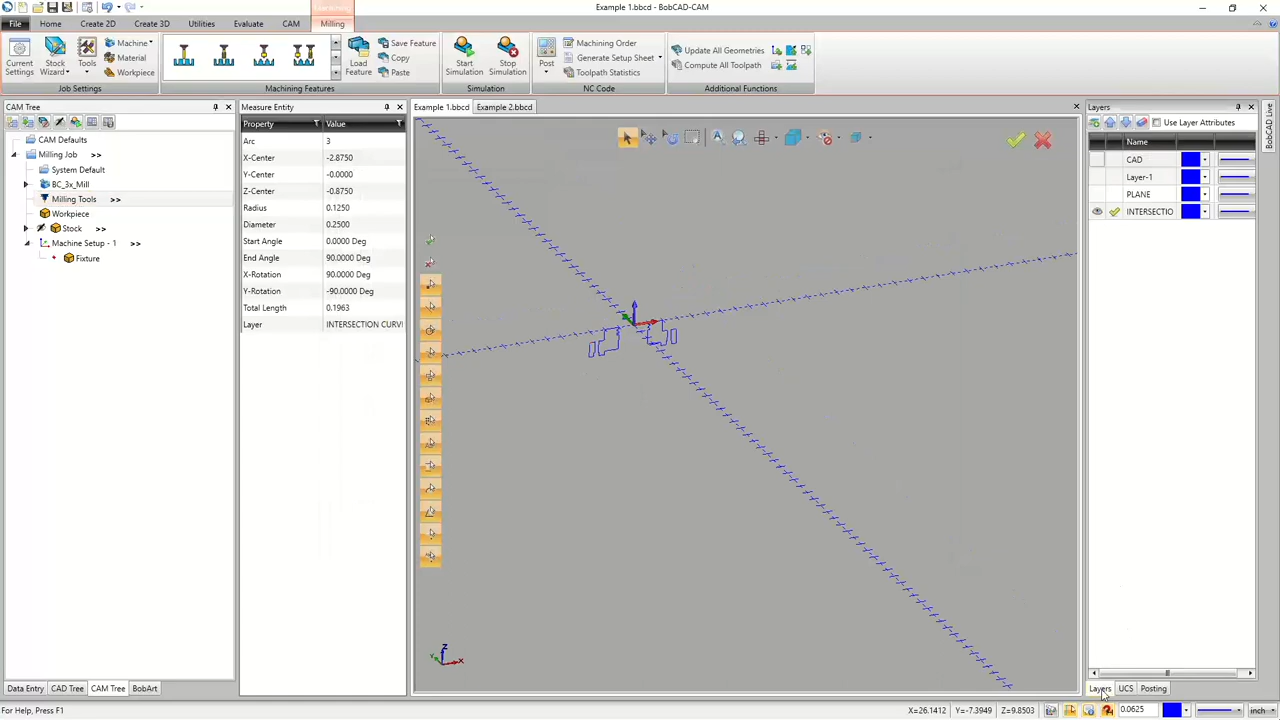 Example 1.bbcd - BobCAD-CAM
File Home Create 2D Create 3D Utilities Evaluate CAM Milling
Current Settings
Stock Wizard
Tools
Machine
Material
Workpiece
Job Settings
Machining Features
Load Feature
Save Feature
Copy
Paste
Start Simulation
Stop Simulation
Simulation
Post
Machining Order
Generate Setup Sheet
Toolpath Statistics
NC Code
Update All Geometries
Compute All Toolpath
Additional Functions
CAM Tree
CAM Defaults
Milling Job >>
System Default
BC_3x_Mill
Milling Tools >>
Workpiece
Stock >>
Machine Setup - 1 >>
Fixture
Data Entry CAD Tree CAM Tree BobArt
Measure Entity
Property Value
Arc 3
X-Center -2.8750
Y-Center -0.0000
Z-Center -0.8750
Radius 0.1250
Diameter 0.2500
Start Angle 0.0000 Deg
End Angle 90.0000 Deg
X-Rotation 90.0000 Deg
Y-Rotation -90.0000 Deg
Total Length 0.1963
Layer INTERSECTION CURV
Example 1.bbcd Example 2.bbcd
Z
Y X
Layers
Use Layer Attributes
Name
CAD
Layer-1
PLANE
INTERSECTIO
Layers UCS Posting
BobCAD Live
For Help, Press F1
X=26.1412 Y=-7.3949 Z=9.8503 0.0625 inch